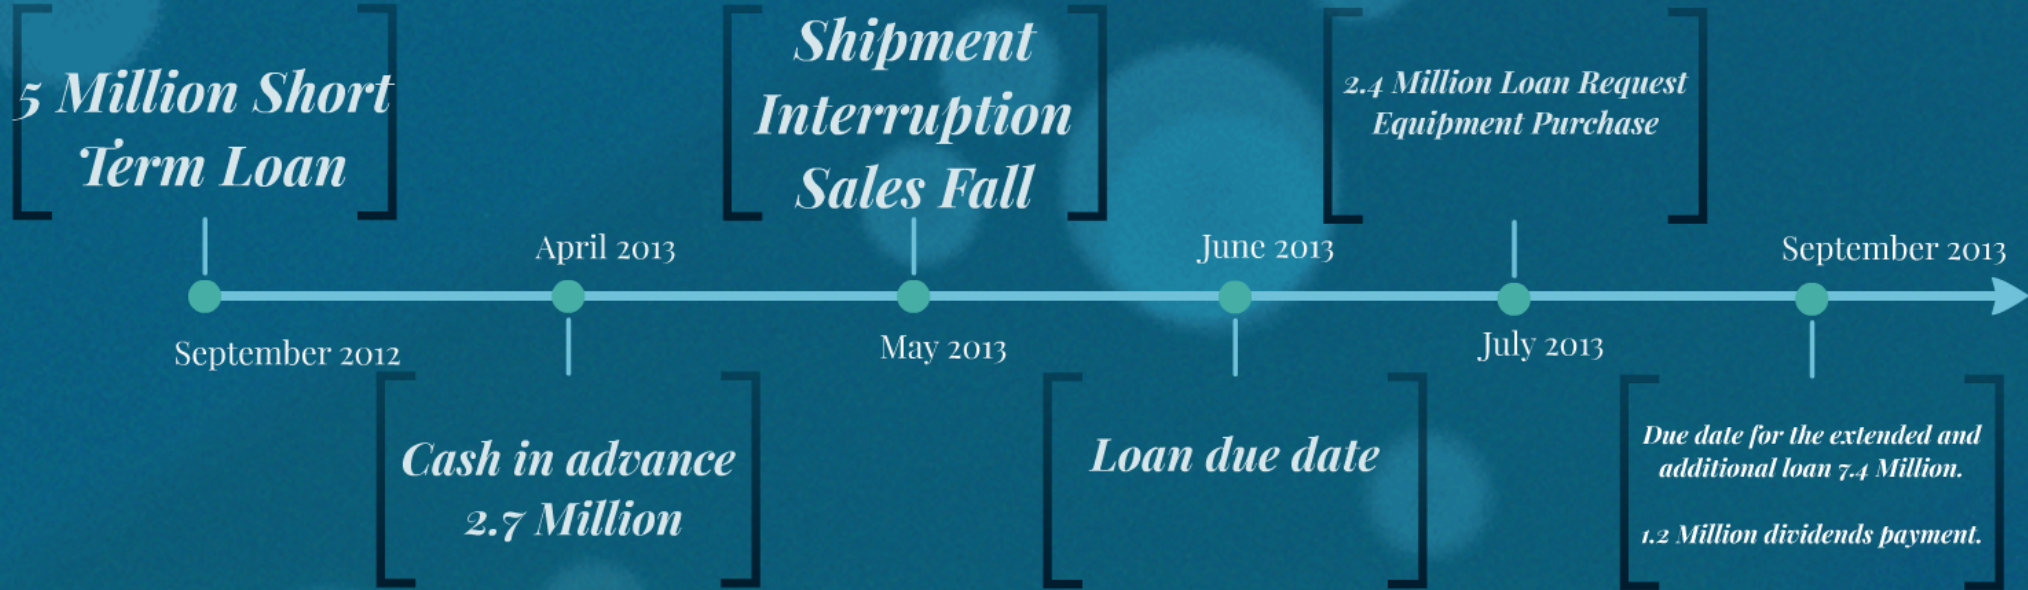 5 Million Short
Term Loan
September 2012
April 2013
Cash in advance
2.7 Million
Shipment
Interruption
Sales Fall
May 2013
June 2013
Loan due date
2.4 Million Loan Request
Equipment Purchase
July 2013
September 2013
Due date for the extended and
additional loan 7.4 Million.
1.2 Million dividends payment.